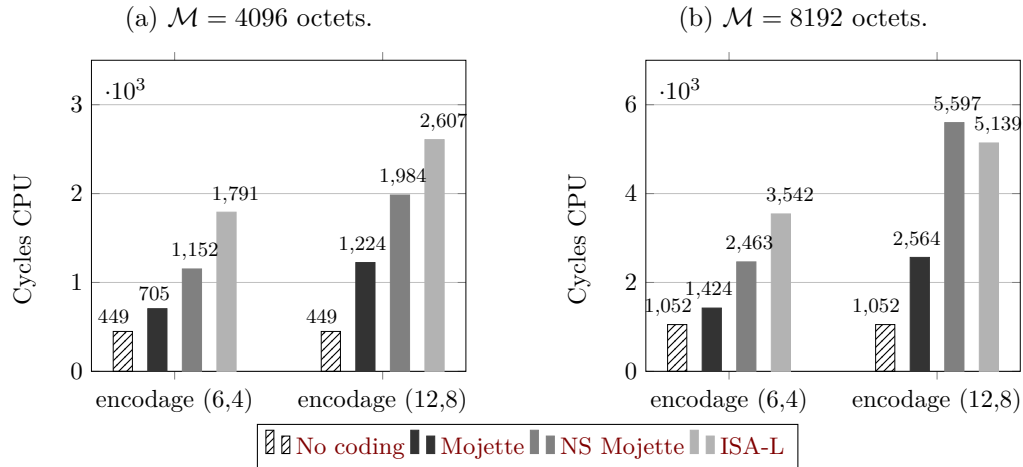 (a) M = 4096 octets.
(b) M = 8192 octets.
·10³
3
2
1
0
Cycles CPU
449
705
1,152
1,791
449
1,224
1,984
2,607
encodage (6,4)
encodage (12,8)
·10³
6
4
2
0
Cycles CPU
1,052
1,424
2,463
3,542
1,052
2,564
5,597
5,139
encodage (6,4)
encodage (12,8)
No coding Mojette NS Mojette ISA-L